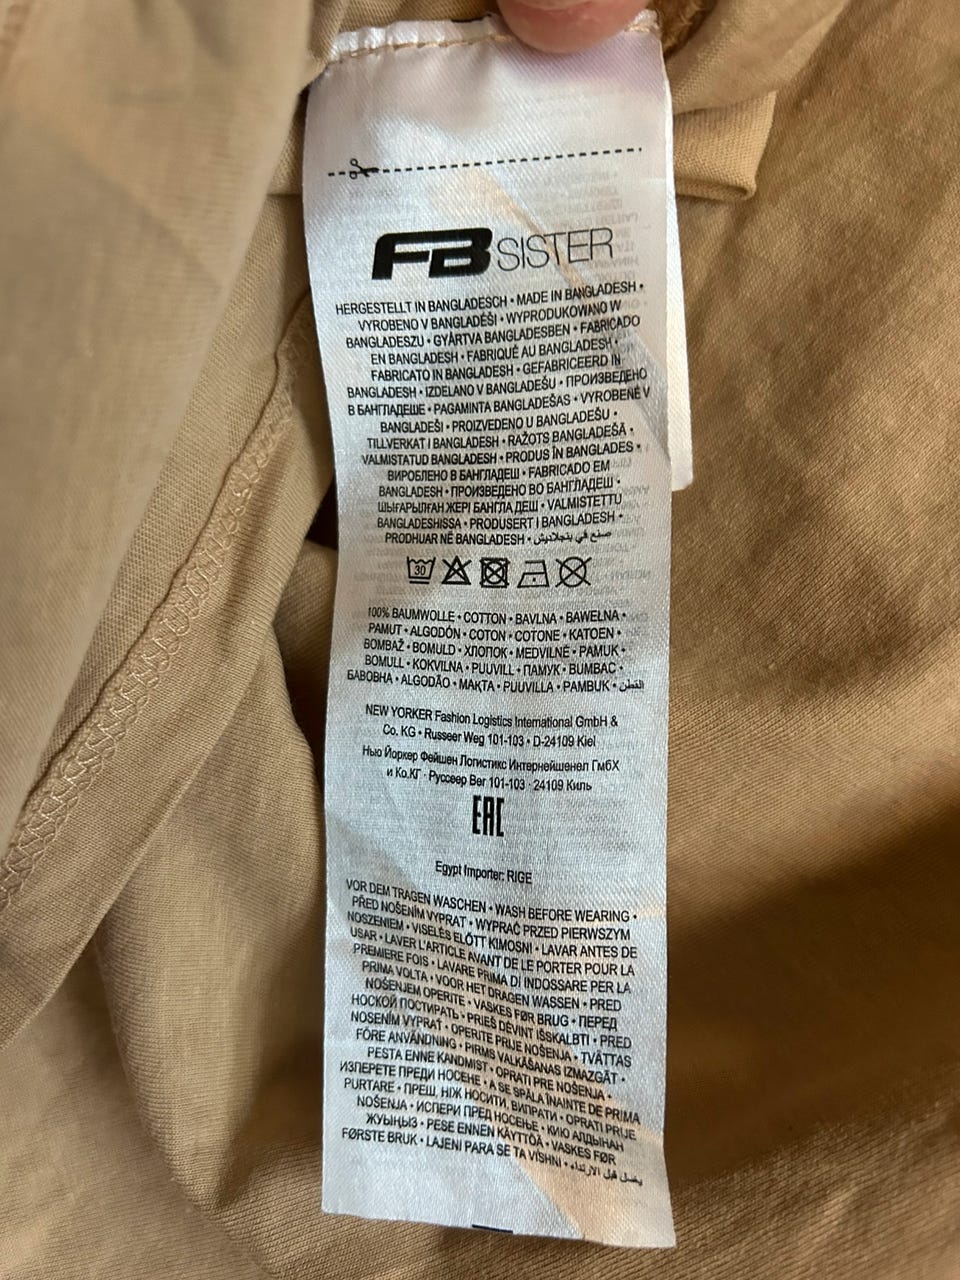 FB SISTER
HERGESTELLT IN BANGLADESCH • MADE IN BANGLADESH •
VYROBENO V BANGLADÉŠI • WYPRODUKOWANO W
BANGLADESZU • GYÁRTVA BANGLADESBEN • FABRICADO
EN BANGLADESH • FABRIQUÉ AU BANGLADESH •
FABRICATO IN BANGLADESH • GEFABRICEERD IN
BANGLADESH • IZDELANO V BANGLADEŠU • ПРОИЗВЕДЕНО
В БАНГЛАДЕШЕ • PAGAMINTA BANGLADEŠAS • VYROBENÉ V
BANGLADÉŠI • PROIZVEDENO U BANGLADEŠU •
TILLVERKAT I BANGLADESH • RAŽOTS BANGLADEŠĀ •
VALMISTATUD BANGLADESH • PRODUS ÎN BANGLADES •
ВИРОБЛЕНО В БАНГЛАДЕШ • FABRICADO EM
BANGLADESH • ПРОИЗВЕДЕНО ВО БАНГЛАДЕШ •
ШЫҒАРЫЛҒАН ЖЕРІ БАНГЛА ДЕШ • VALMISTETTU
BANGLADESHISSA • PRODUSERT I BANGLADESH •
PRODHUAR NË BANGLADESH • صنع في بنجلاديش
30
100% BAUMWOLLE • COTTON • BAVLNA • BAWEŁNA •
PAMUT • ALGODÓN • COTON • COTONE • KATOEN •
BOMBAŽ • BOMULD • ХЛОПОК • MEDVILNĖ • PAMUK •
BOMULL • KOKVILNA • PUUVILL • ПАМУК • BUMBAC •
БАВОВНА • ALGODÃO • МАҚТА • PUUVILLA • PAMBUK • القطن
NEW YORKER Fashion Logistics International GmbH &
Co. KG • Russeer Weg 101-103 • D-24109 Kiel
Нью Йоркер Фейшен Логистикс Интернейшенел ГмбХ
и Ко.КГ · Руссеер Вег 101-103 · 24109 Киль
EAC
Egypt Importer: RIGE
VOR DEM TRAGEN WASCHEN • WASH BEFORE WEARING •
PŘED NOŠENÍM VYPRAT • WYPRAĆ PRZED PIERWSZYM
NOSZENIEM • VISELÉS ELŐTT KIMOSNI • LAVAR ANTES DE
USAR • LAVER L'ARTICLE AVANT DE LE PORTER POUR LA
PREMIERE FOIS • LAVARE PRIMA DI INDOSSARE PER LA
PRIMA VOLTA • VOOR HET DRAGEN WASSEN • PRED
NOŠENJEM OPERITE • VASKES FØR BRUG • ПЕРЕД
НОСКОЙ ПОСТИРАТЬ • PRIEŠ DĖVINT IŠSKALBTI • PRED
NOSENÍM VYPRAŤ • OPERITE PRIJE NOŠENJA • TVÄTTAS
FÖRE ANVÄNDNING • PIRMS VALKĀŠANAS IZMAZGĀT •
PESTA ENNE KANDMIST • OPRATI PRE NOŠENJA •
ИЗПЕРЕТЕ ПРЕДИ НОСЕНЕ • A SE SPĂLA ÎNAINTE DE PRIMA
PURTARE • ПРЕШ, НІЖ НОСИТИ, ВИПРАТИ • OPRATI PRIJE
NOŠENJA • ИСПЕРИ ПРЕД НОСЕЊЕ • КИЮ АЛДЫНАН
ЖУЫҢЫЗ • PESE ENNEN KÄYTTÖÄ • VASKES FØR
FØRSTE BRUK • LAJENI PARA SE TA VISHNI • يغسل قبل الارتداء